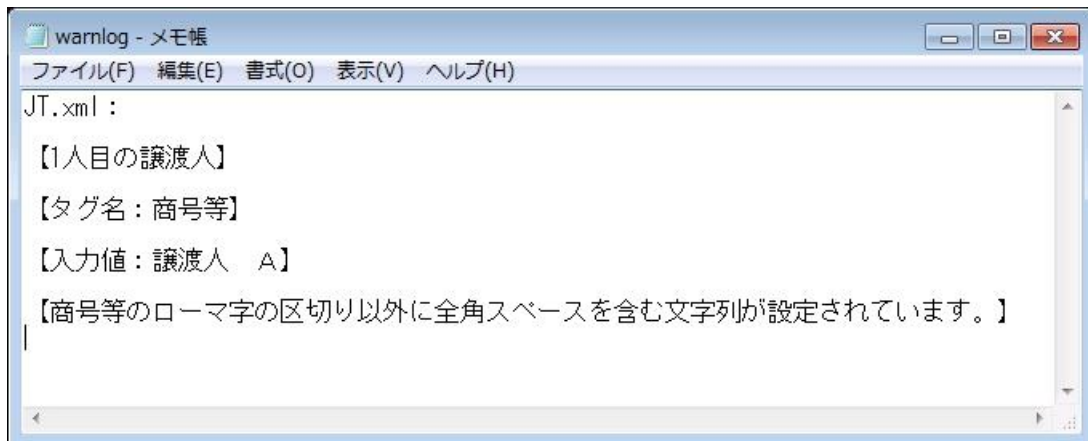 warnlog - メモ帳
ファイル(F) 編集(E) 書式(O) 表示(V) ヘルプ(H)
JT.xml：
【1人目の譲渡人】
【タグ名：商号等】
【入力値：譲渡人　Ａ】
【商号等のローマ字の区切り以外に全角スペースを含む文字列が設定されています。】